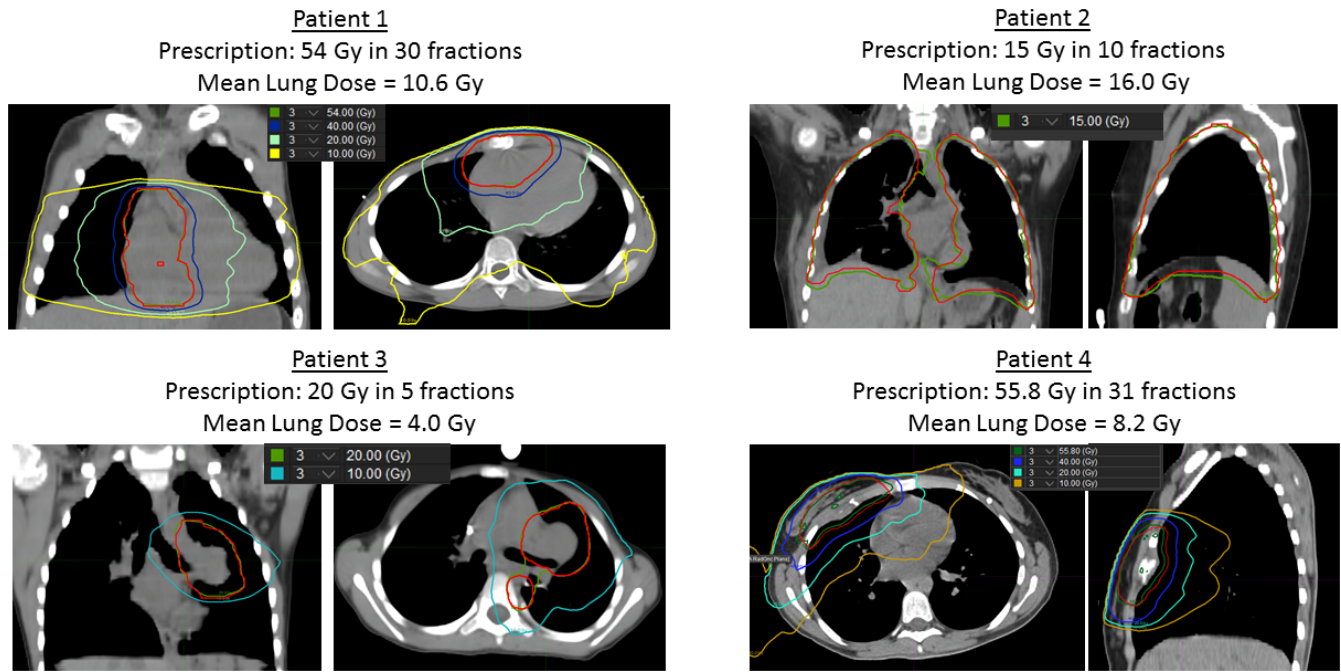 Patient 1
Prescription: 54 Gy in 30 fractions
Mean Lung Dose = 10.6 Gy
3 54.00 (Gy)
3 40.00 (Gy)
3 20.00 (Gy)
3 10.00 (Gy)
Patient 2
Prescription: 15 Gy in 10 fractions
Mean Lung Dose = 16.0 Gy
3 15.00 (Gy)
Patient 3
Prescription: 20 Gy in 5 fractions
Mean Lung Dose = 4.0 Gy
3 20.00 (Gy)
3 10.00 (Gy)
Patient 4
Prescription: 55.8 Gy in 31 fractions
Mean Lung Dose = 8.2 Gy
3 55.80 (Gy)
3 40.00 (Gy)
3 20.00 (Gy)
3 10.00 (Gy)